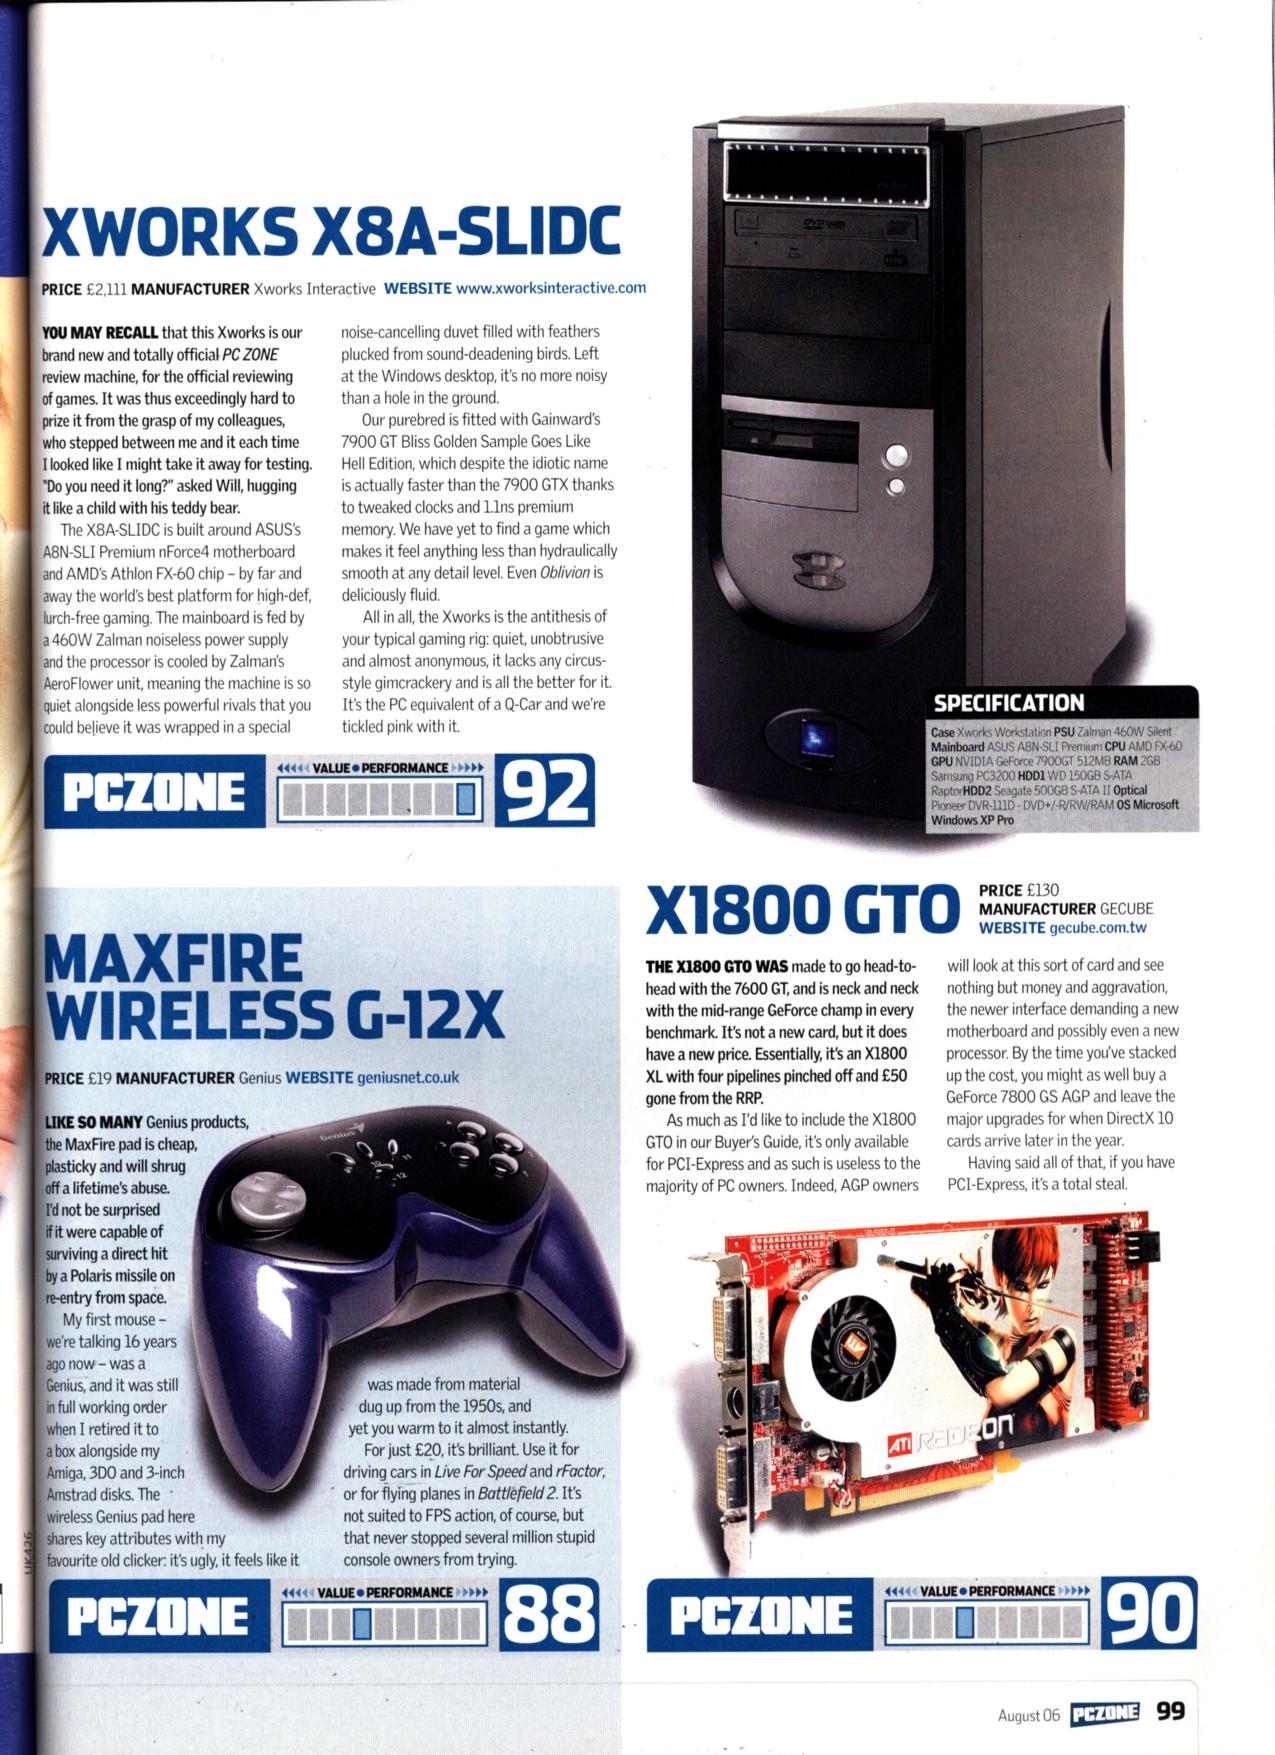 XWORKS X8A-SLIDC
PRICE £2,111 MANUFACTURER Xworks Interactive WEBSITE www.xworksinteractive.com
YOU MAY RECALL that this Xworks is our
brand new and totally official PC ZONE
review machine, for the official reviewing
of games. It was thus exceedingly hard to
prize it from the grasp of my colleagues,
who stepped between me and it each time
I looked like I might take it away for testing.
"Do you need it long?" asked Will, hugging
it like a child with his teddy bear.
The X8A-SLIDC is built around ASUS's
A8N-SLI Premium nForce4 motherboard
and AMD's Athlon FX-60 chip – by far and
away the world's best platform for high-def,
lurch-free gaming. The mainboard is fed by
a 460W Zalman noiseless power supply
and the processor is cooled by Zalman's
AeroFlower unit, meaning the machine is so
quiet alongside less powerful rivals that you
could believe it was wrapped in a special
noise-cancelling duvet filled with feathers
plucked from sound-deadening birds. Left
at the Windows desktop, it's no more noisy
than a hole in the ground.
Our purebred is fitted with Gainward's
7900 GT Bliss Golden Sample Goes Like
Hell Edition, which despite the idiotic name
is actually faster than the 7900 GTX thanks
to tweaked clocks and 1.1ns premium
memory. We have yet to find a game which
makes it feel anything less than hydraulically
smooth at any detail level. Even Oblivion is
deliciously fluid.
All in all, the Xworks is the antithesis of
your typical gaming rig: quiet, unobtrusive
and almost anonymous, it lacks any circus-
style gimcrackery and is all the better for it.
It's the PC equivalent of a Q-Car and we're
tickled pink with it.
PCZONE
VALUE • PERFORMANCE
92
SPECIFICATION
Case Xworks Workstation PSU Zalman 460W Silent
Mainboard ASUS A8N-SLI Premium CPU AMD FX-60
GPU NVIDIA GeForce 7900GT 512MB RAM 2GB
Samsung PC3200 HDD1 WD 150GB S-ATA
RaptorHDD2 Seagate 500GB S-ATA II Optical
Pioneer DVR-111D - DVD+/-R/RW/RAM OS Microsoft
Windows XP Pro
MAXFIRE
WIRELESS G-12X
PRICE £19 MANUFACTURER Genius WEBSITE geniusnet.co.uk
LIKE SO MANY Genius products,
the MaxFire pad is cheap,
plasticky and will shrug
off a lifetime's abuse.
I'd not be surprised
if it were capable of
surviving a direct hit
by a Polaris missile on
re-entry from space.
My first mouse –
we're talking 16 years
ago now – was a
Genius, and it was still
in full working order
when I retired it to
a box alongside my
Amiga, 3DO and 3-inch
Amstrad disks. The
wireless Genius pad here
shares key attributes with my
favourite old clicker: it's ugly, it feels like it
was made from material
dug up from the 1950s, and
yet you warm to it almost instantly.
For just £20, it's brilliant. Use it for
driving cars in Live For Speed and rFactor,
or for flying planes in Battlefield 2. It's
not suited to FPS action, of course, but
that never stopped several million stupid
console owners from trying.
Genius
PCZONE
VALUE • PERFORMANCE
88
X1800 GTO
PRICE £130
MANUFACTURER GECUBE
WEBSITE gecube.com.tw
THE X1800 GTO WAS made to go head-to-
head with the 7600 GT, and is neck and neck
with the mid-range GeForce champ in every
benchmark. It's not a new card, but it does
have a new price. Essentially, it's an X1800
XL with four pipelines pinched off and £50
gone from the RRP.
As much as I'd like to include the X1800
GTO in our Buyer's Guide, it's only available
for PCI-Express and as such is useless to the
majority of PC owners. Indeed, AGP owners
will look at this sort of card and see
nothing but money and aggravation,
the newer interface demanding a new
motherboard and possibly even a new
processor. By the time you've stacked
up the cost, you might as well buy a
GeForce 7800 GS AGP and leave the
major upgrades for when DirectX 10
cards arrive later in the year.
Having said all of that, if you have
PCI-Express, it's a total steal.
ATI RADEON
PCZONE
VALUE • PERFORMANCE
90
August 06 PCZONE 99